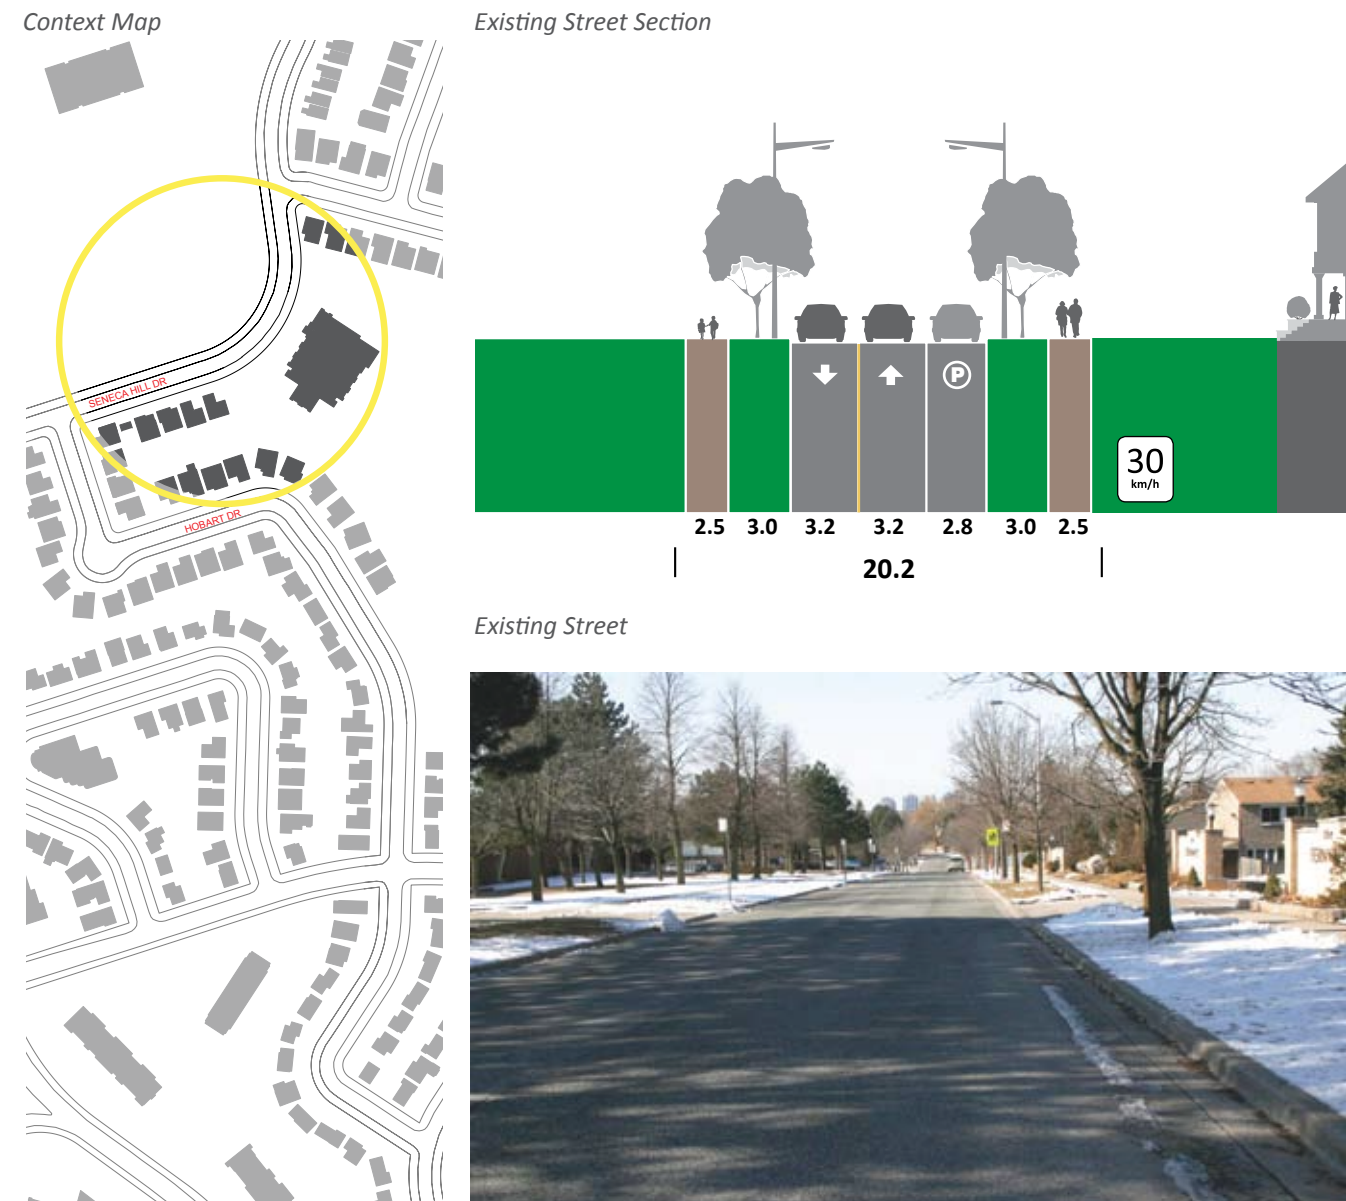 Context Map
Existing Street Section
SENECA HILL DR
HOBART DR
P
30
km/h
2.5 3.0 3.2 3.2 2.8 3.0 2.5
20.2
Existing Street